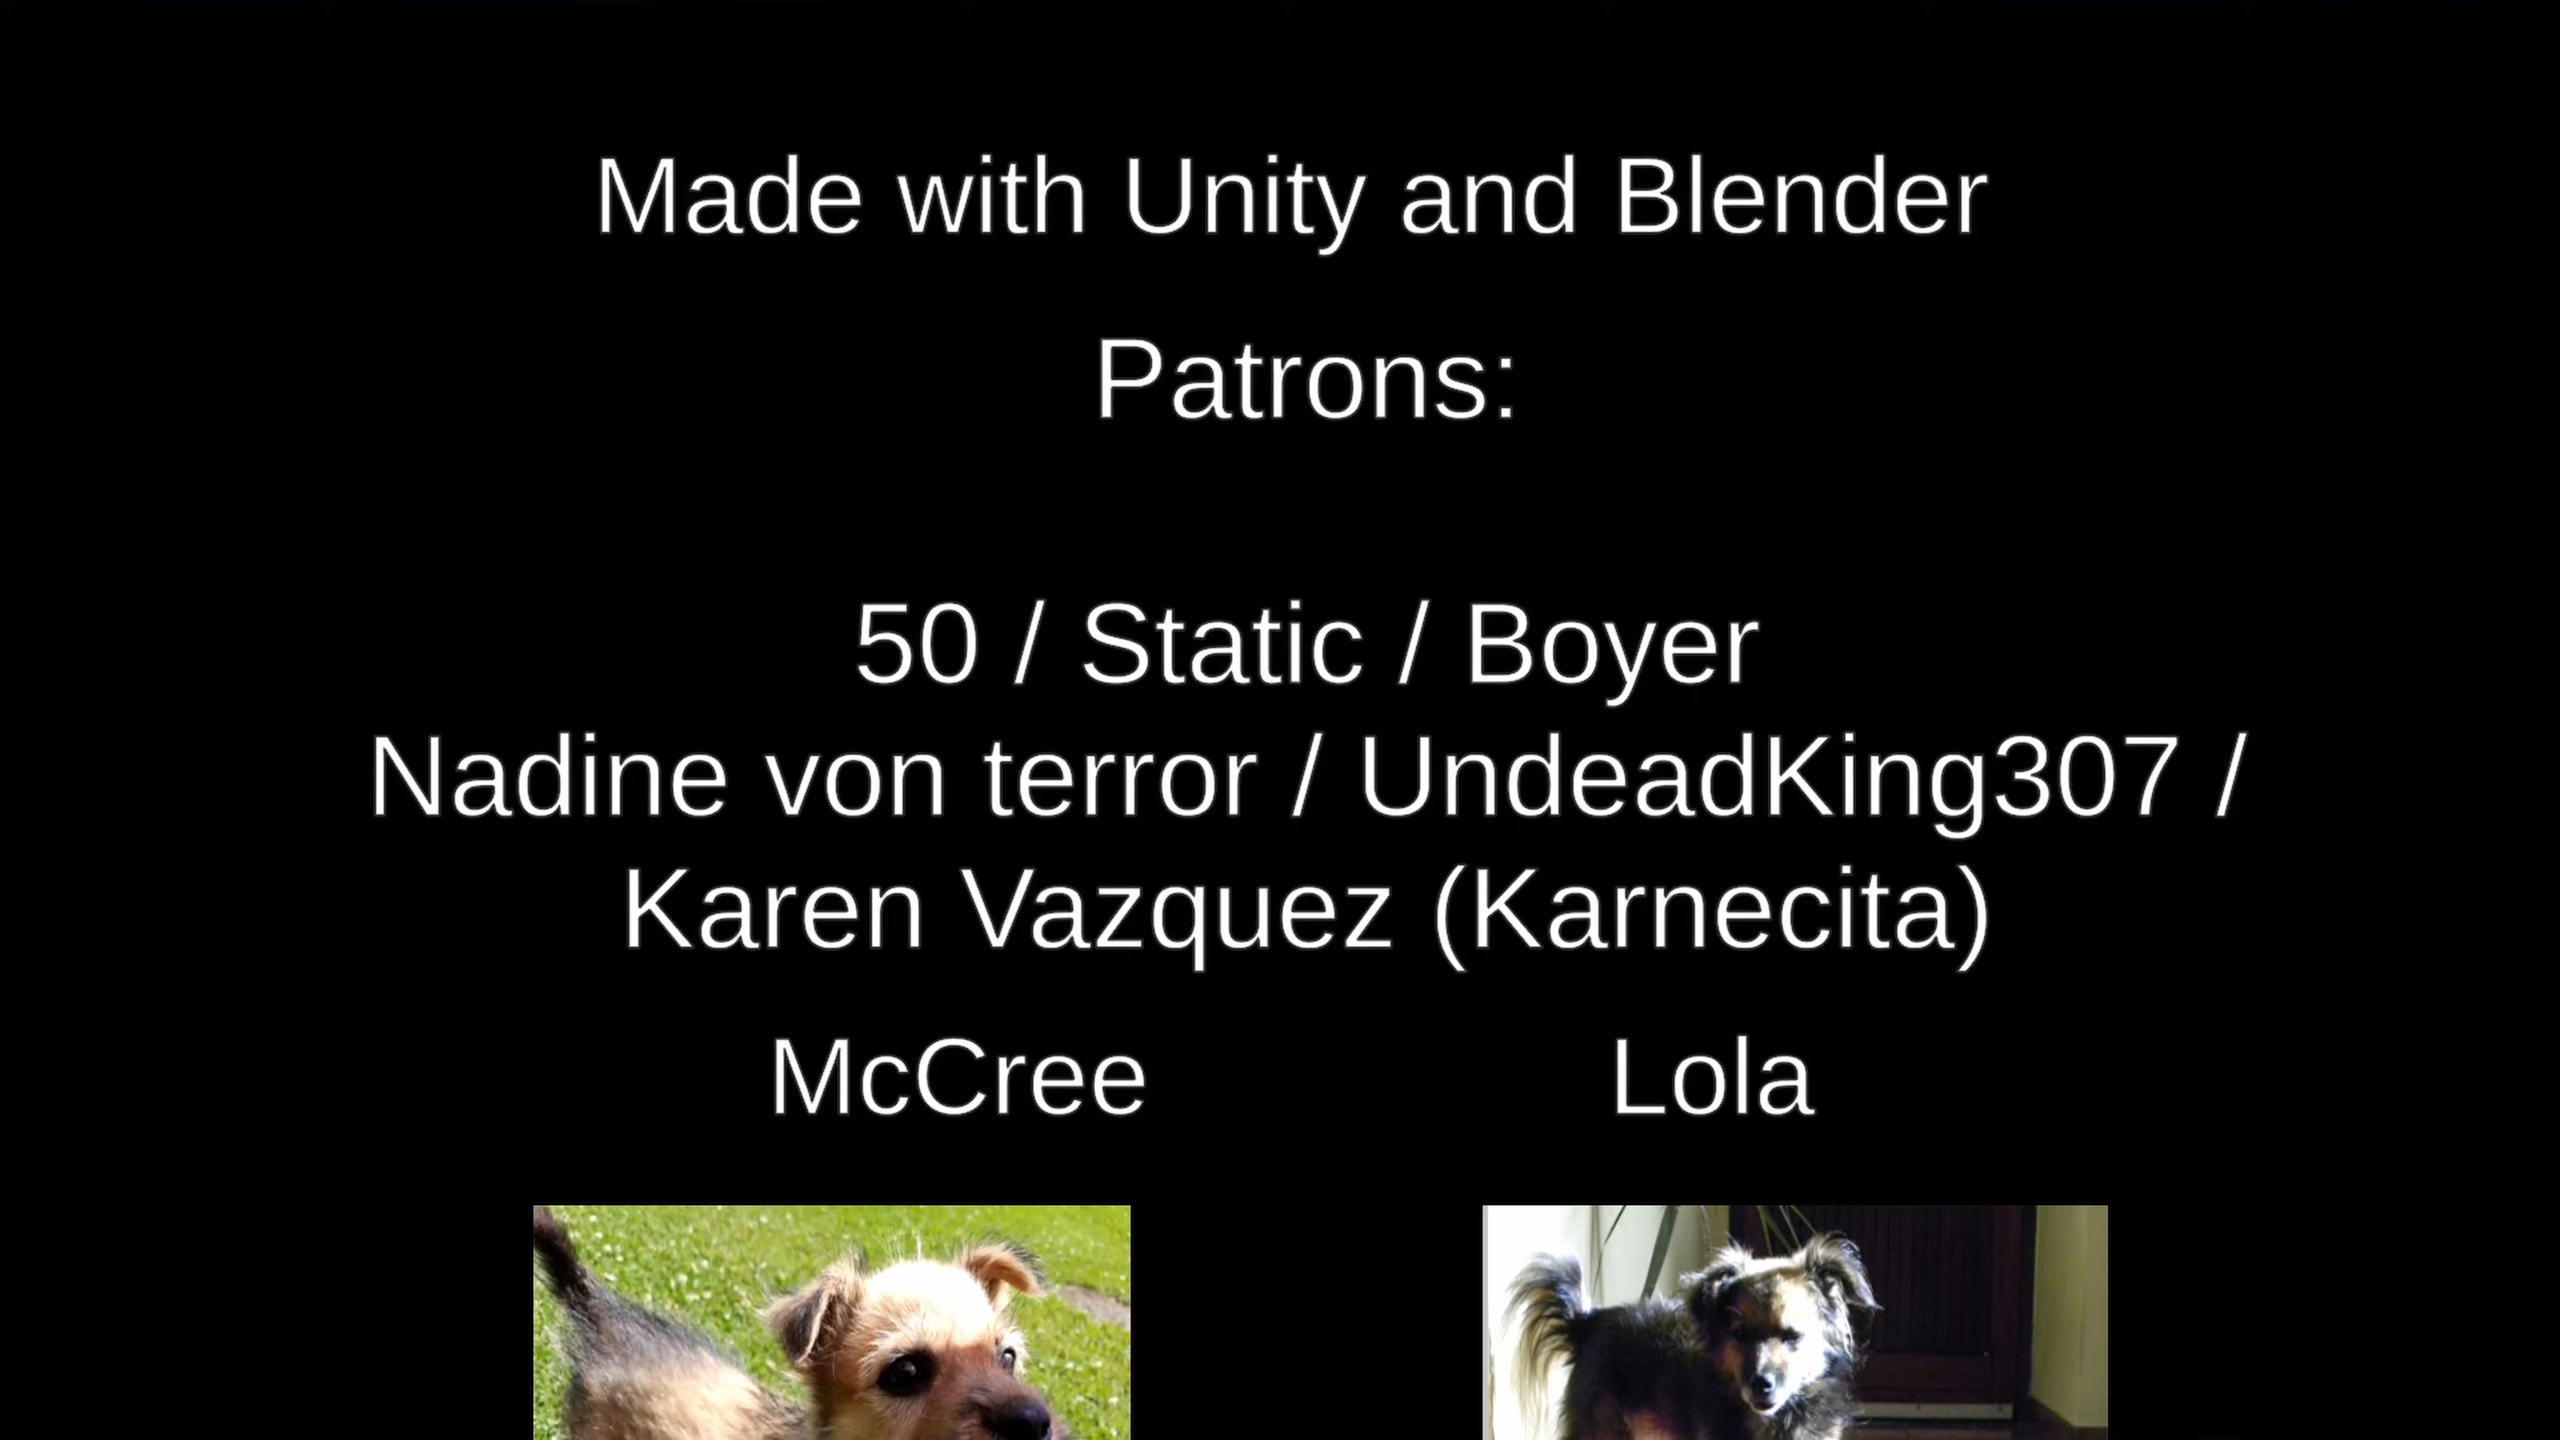 Made with Unity and Blender
Patrons:
50 / Static / Boyer
Nadine von terror / UndeadKing307 /
Karen Vazquez (Karnecita)
McCree Lola